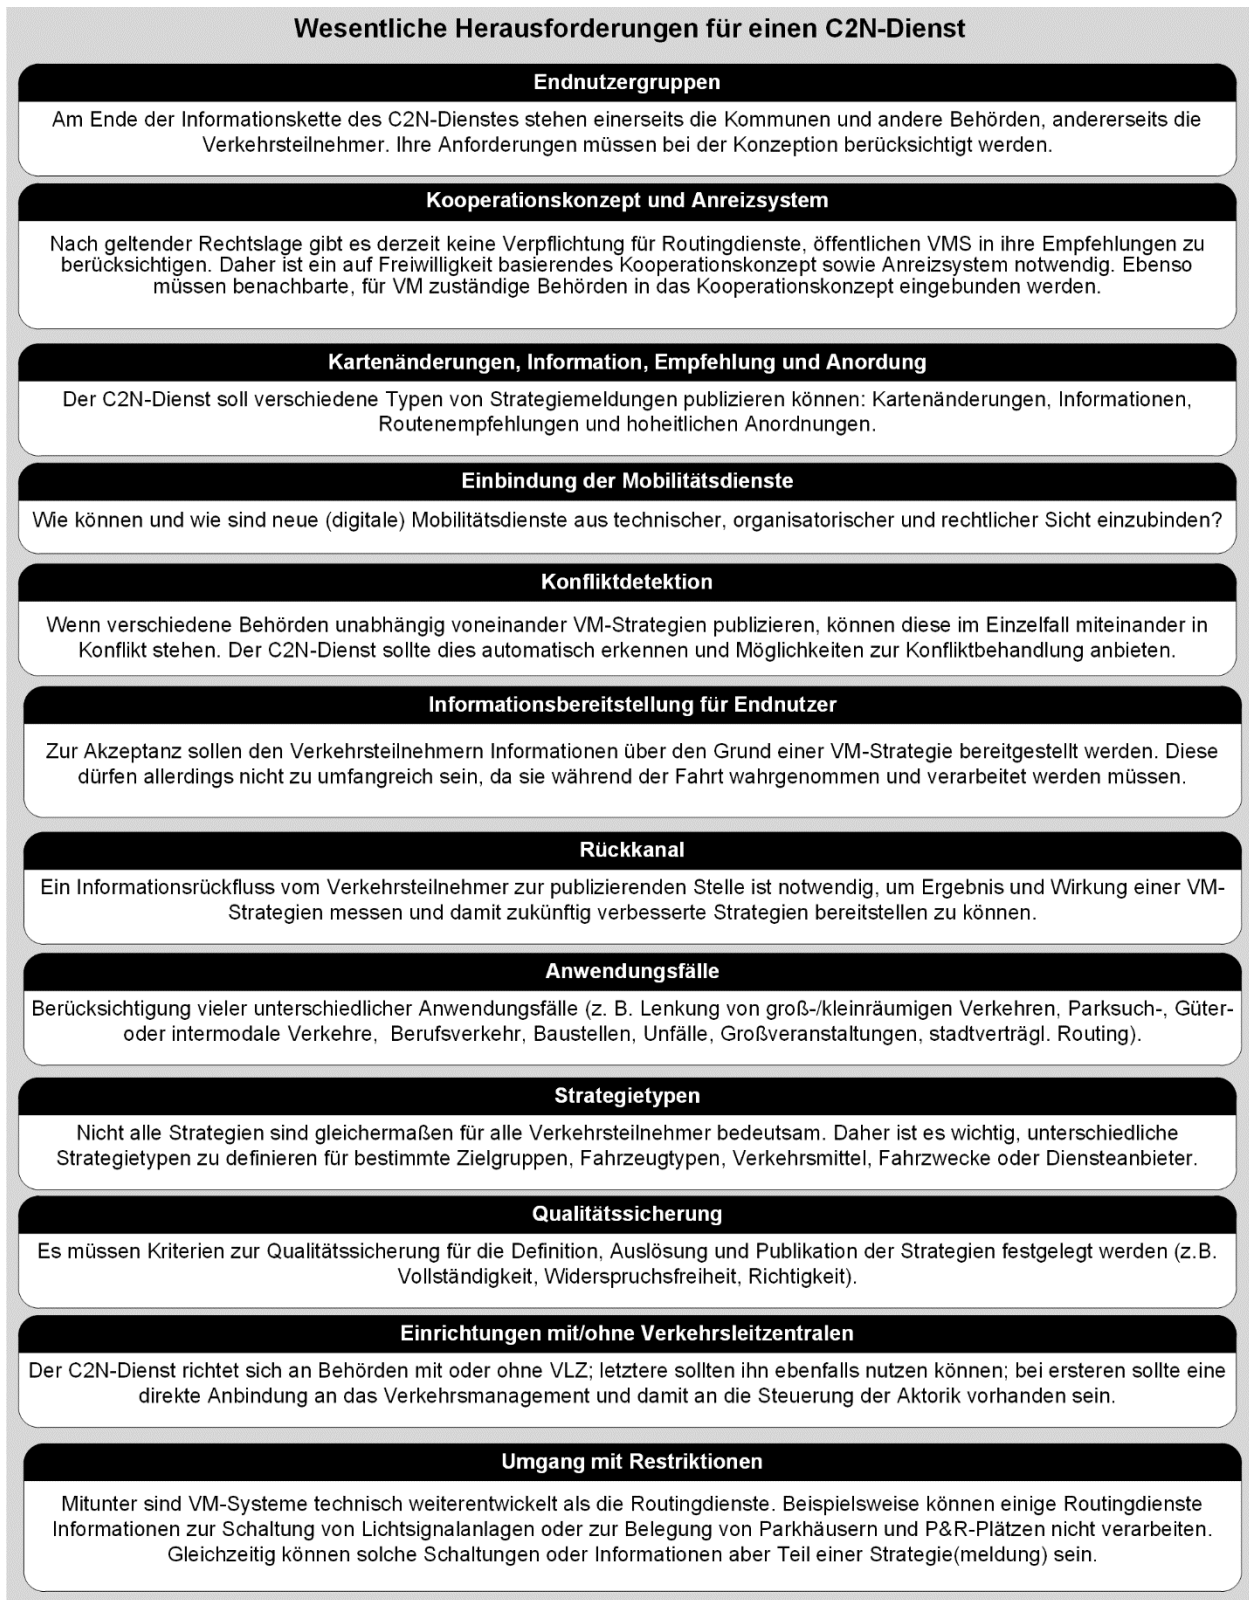 Wesentliche Herausforderungen für einen C2N-Dienst
Endnutzergruppen
Am Ende der Informationskette des C2N-Dienstes stehen einerseits die Kommunen und andere Behörden, andererseits die
Verkehrsteilnehmer. Ihre Anforderungen müssen bei der Konzeption berücksichtigt werden.
Kooperationskonzept und Anreizsystem
Nach geltender Rechtslage gibt es derzeit keine Verpflichtung für Routingdienste, öffentlichen VMS in ihre Empfehlungen zu
berücksichtigen. Daher ist ein auf Freiwilligkeit basierendes Kooperationskonzept sowie Anreizsystem notwendig. Ebenso
müssen benachbarte, für VM zuständige Behörden in das Kooperationskonzept eingebunden werden.
Kartenänderungen, Information, Empfehlung und Anordung
Der C2N-Dienst soll verschiedene Typen von Strategiemeldungen publizieren können: Kartenänderungen, Informationen,
Routenempfehlungen und hoheitlichen Anordnungen.
Einbindung der Mobilitätsdienste
Wie können und wie sind neue (digitale) Mobilitätsdienste aus technischer, organisatorischer und rechtlicher Sicht einzubinden?
Konfliktdetektion
Wenn verschiedene Behörden unabhängig voneinander VM-Strategien publizieren, können diese im Einzelfall miteinander in
Konflikt stehen. Der C2N-Dienst sollte dies automatisch erkennen und Möglichkeiten zur Konfliktbehandlung anbieten.
Informationsbereitstellung für Endnutzer
Zur Akzeptanz sollen den Verkehrsteilnehmern Informationen über den Grund einer VM-Strategie bereitgestellt werden. Diese
dürfen allerdings nicht zu umfangreich sein, da sie während der Fahrt wahrgenommen und verarbeitet werden müssen.
Rückkanal
Ein Informationsrückfluss vom Verkehrsteilnehmer zur publizierenden Stelle ist notwendig, um Ergebnis und Wirkung einer VM-
Strategien messen und damit zukünftig verbesserte Strategien bereitstellen zu können.
Anwendungsfälle
Berücksichtigung vieler unterschiedlicher Anwendungsfälle (z. B. Lenkung von groß-/kleinräumigen Verkehren, Parksuch-, Güter-
oder intermodale Verkehre, Berufsverkehr, Baustellen, Unfälle, Großveranstaltungen, stadtverträgl. Routing).
Strategietypen
Nicht alle Strategien sind gleichermaßen für alle Verkehrsteilnehmer bedeutsam. Daher ist es wichtig, unterschiedliche
Strategietypen zu definieren für bestimmte Zielgruppen, Fahrzeugtypen, Verkehrsmittel, Fahrzwecke oder Diensteanbieter.
Qualitätssicherung
Es müssen Kriterien zur Qualitätssicherung für die Definition, Auslösung und Publikation der Strategien festgelegt werden (z.B.
Vollständigkeit, Widerspruchsfreiheit, Richtigkeit).
Einrichtungen mit/ohne Verkehrsleitzentralen
Der C2N-Dienst richtet sich an Behörden mit oder ohne VLZ; letztere sollten ihn ebenfalls nutzen können; bei ersteren sollte eine
direkte Anbindung an das Verkehrsmanagement und damit an die Steuerung der Aktorik vorhanden sein.
Umgang mit Restriktionen
Mitunter sind VM-Systeme technisch weiterentwickelt als die Routingdienste. Beispielsweise können einige Routingdienste
Informationen zur Schaltung von Lichtsignalanlagen oder zur Belegung von Parkhäusern und P&R-Plätzen nicht verarbeiten.
Gleichzeitig können solche Schaltungen oder Informationen aber Teil einer Strategie(meldung) sein.